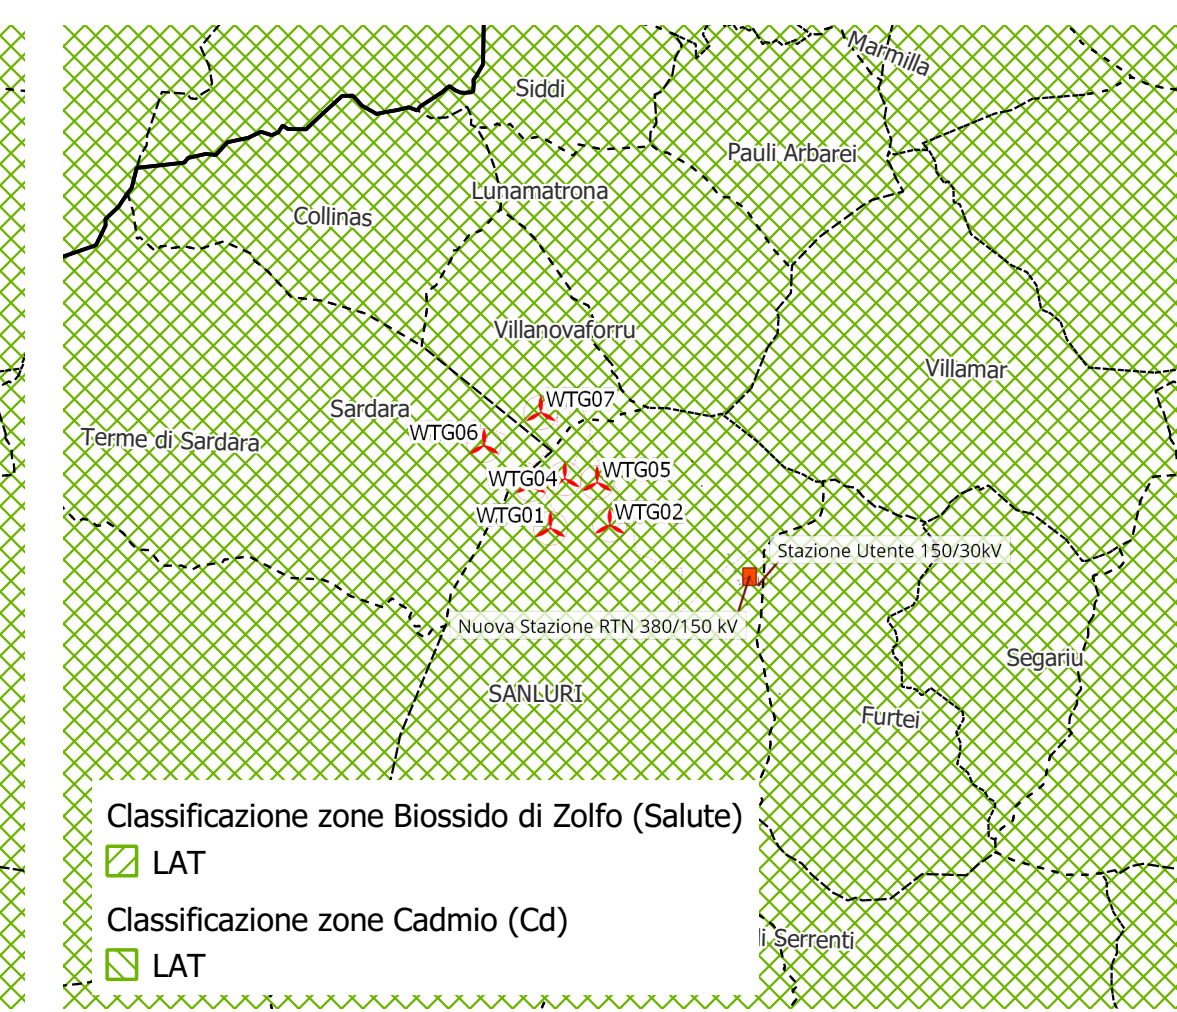 Marmilla
Siddi
Pauli Arbarei
Lunamatrona
Collinas
Villanovaforru
Villamar
WTG07
Sardara
WTG06
Terme di Sardara
WTG05
WTG04
WTG02
WTG01
Stazione Utente 150/30kV
Nuova Stazione RTN 380/150 kV
Segariu
SANLURI
Furtei
Classificazione zone Biossido di Zolfo (Salute)
LAT
Classificazione zone Cadmio (Cd)
LAT
Serrenti